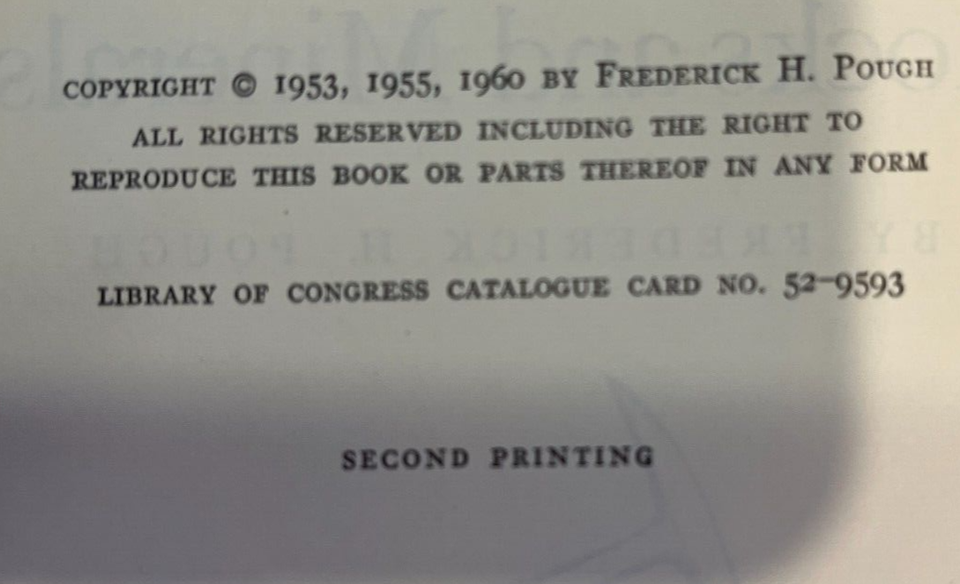 COPYRIGHT © 1953, 1955, 1960 BY FREDERICK H. POUGH
ALL RIGHTS RESERVED INCLUDING THE RIGHT TO
REPRODUCE THIS BOOK OR PARTS THEREOF IN ANY FORM
LIBRARY OF CONGRESS CATALOGUE CARD NO. 52-9593
SECOND PRINTING